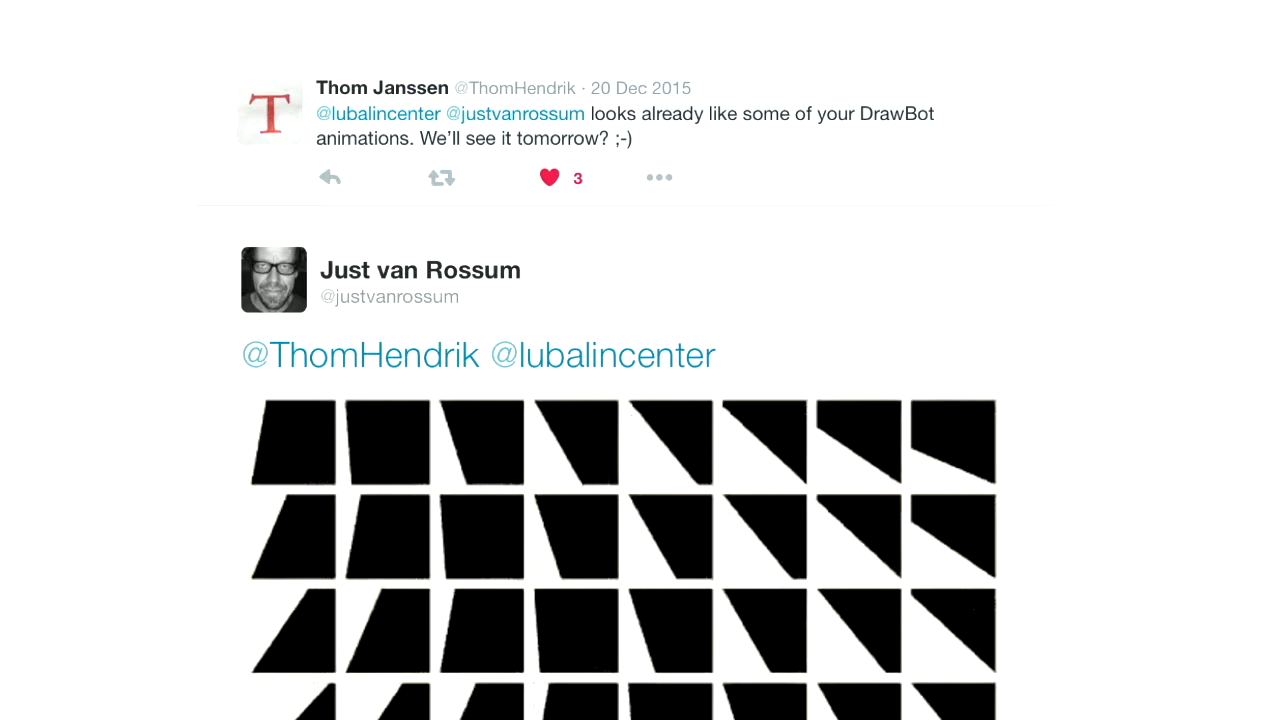 T
Thom Janssen @ThomHendrik · 20 Dec 2015
@lubalincenter @justvanrossum looks already like some of your DrawBot
animations. We’ll see it tomorrow? ;-)
3
Just van Rossum
@justvanrossum
@ThomHendrik @lubalincenter